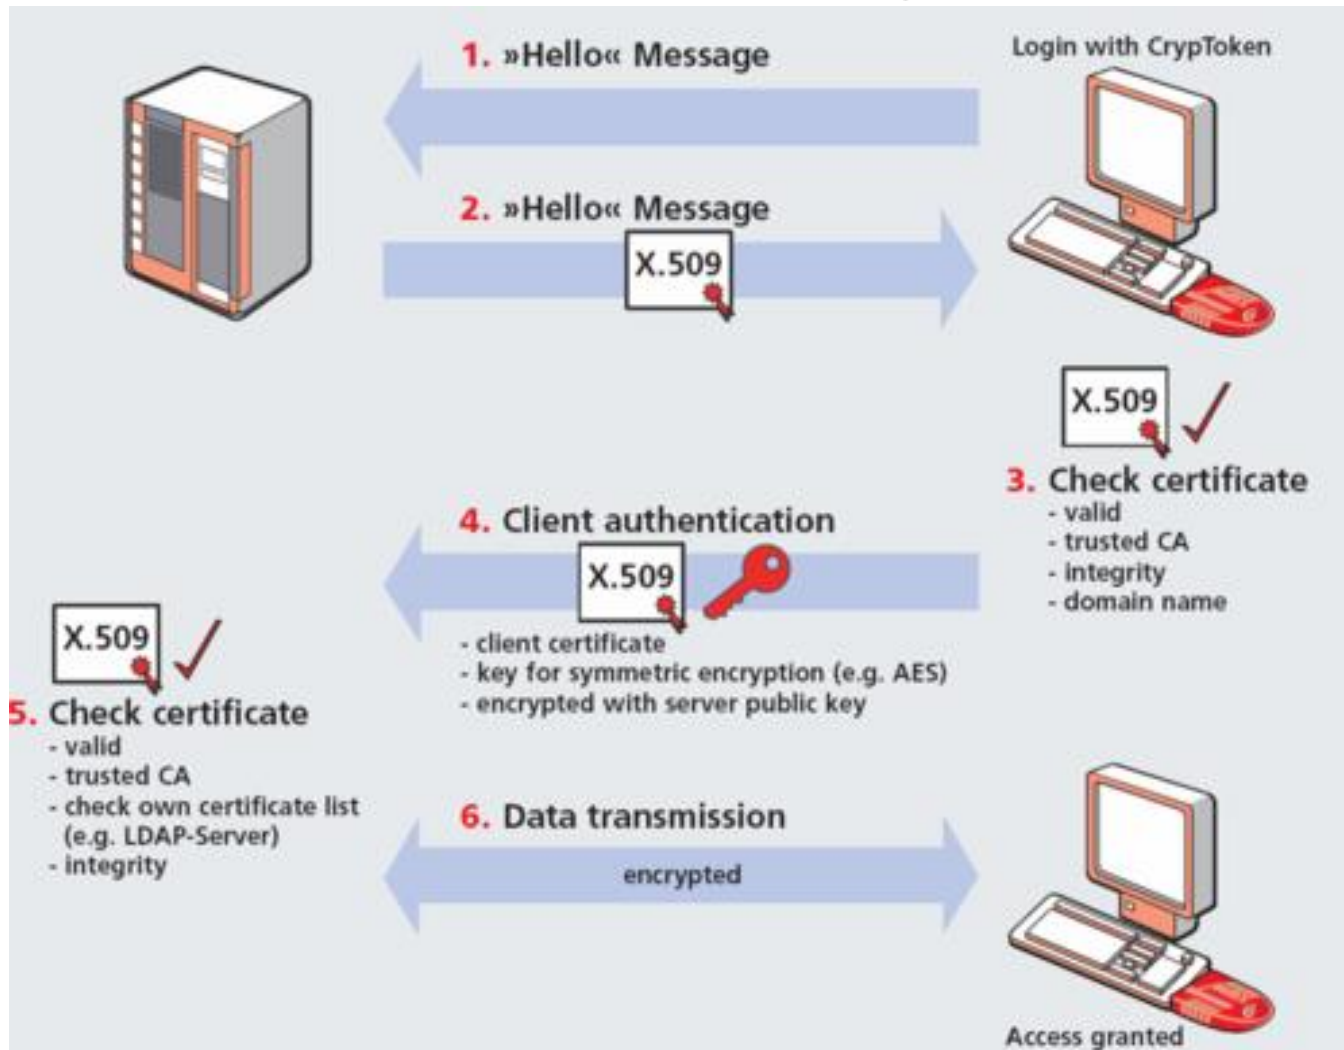 1. »Hello« Message
Login with CrypToken
2. »Hello« Message
X.509
X.509
3. Check certificate
- valid
- trusted CA
- integrity
- domain name
4. Client authentication
X.509
- client certificate
- key for symmetric encryption (e.g. AES)
- encrypted with server public key
X.509
5. Check certificate
- valid
- trusted CA
- check own certificate list
(e.g. LDAP-Server)
- integrity
6. Data transmission
encrypted
Access granted